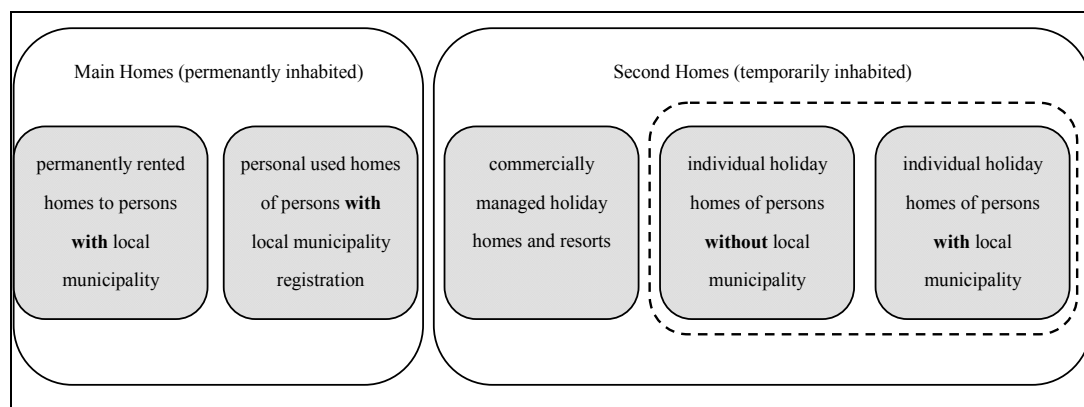 Main Homes (permenantly inhabited)
Second Homes (temporarily inhabited)
permanently rented
homes to persons
with local
municipality
personal used homes
of persons with
local municipality
registration
commercially
managed holiday
homes and resorts
individual holiday
homes of persons
without local
municipality
individual holiday
homes of persons
with local
municipality